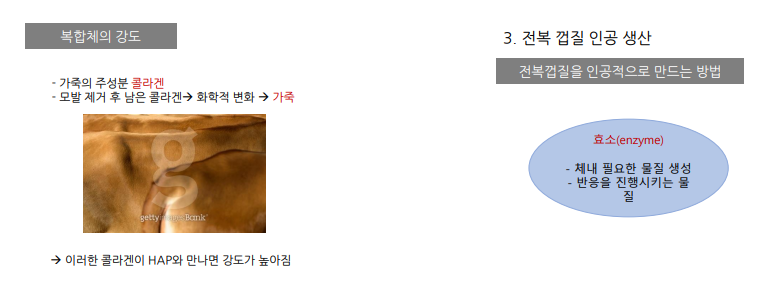 복합체의 강도
- 가죽의 주성분 콜라겐
- 모발 제거 후 남은 콜라겐→ 화학적 변화 → 가죽
g
gettyimagesBank
→ 이러한 콜라겐이 HAP와 만나면 강도가 높아짐
3. 전복 껍질 인공 생산
전복껍질을 인공적으로 만드는 방법
효소(enzyme)
- 체내 필요한 물질 생성
- 반응을 진행시키는 물
질